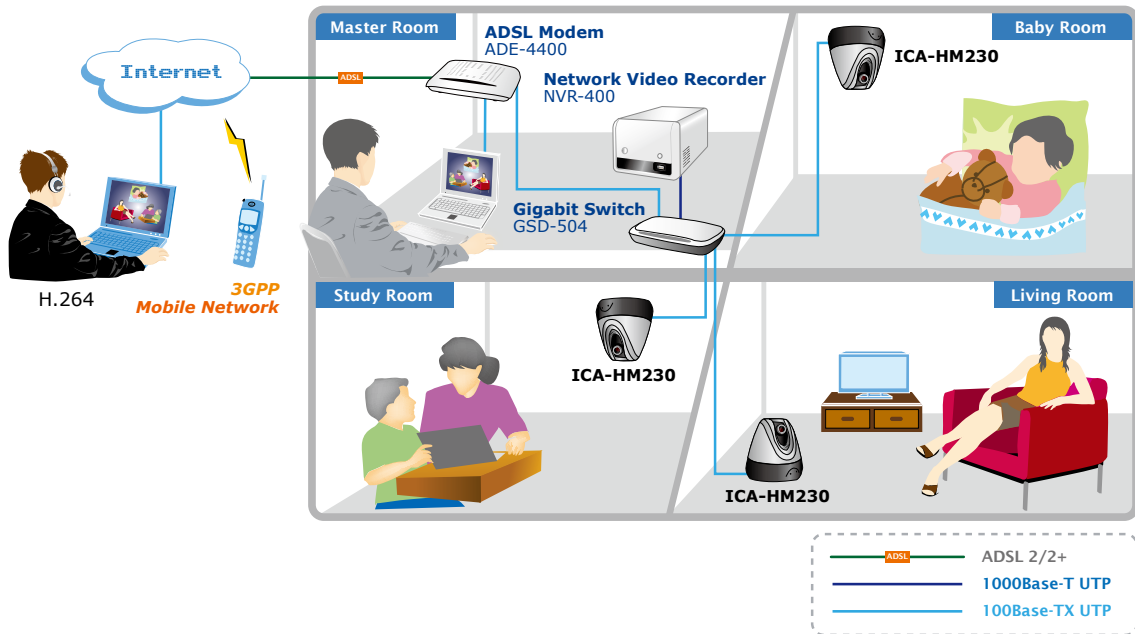 Master Room
ADSL Modem
ADE-4400
Baby Room
ICA-HM230
Internet
ADSL
Network Video Recorder
NVR-400
Gigabit Switch
GSD-504
H.264
3GPP
Mobile Network
Study Room
Living Room
ICA-HM230
ICA-HM230
ADSL
ADSL 2/2+
1000Base-T UTP
100Base-TX UTP